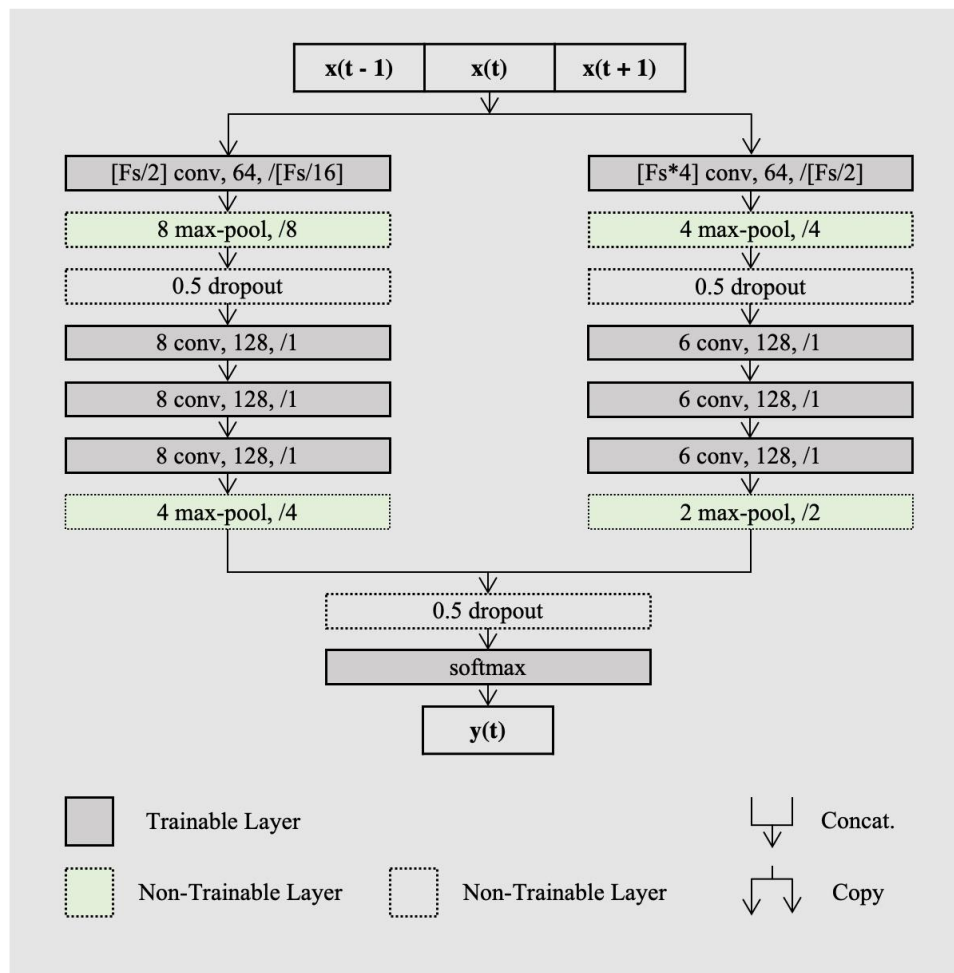 x(t - 1) x(t) x(t + 1)
[Fs/2] conv, 64, /[Fs/16]
8 max-pool, /8
0.5 dropout
8 conv, 128, /1
8 conv, 128, /1
8 conv, 128, /1
4 max-pool, /4
[Fs*4] conv, 64, /[Fs/2]
4 max-pool, /4
0.5 dropout
6 conv, 128, /1
6 conv, 128, /1
6 conv, 128, /1
2 max-pool, /2
0.5 dropout
softmax
y(t)
Trainable Layer
Concat.
Non-Trainable Layer
Non-Trainable Layer
Copy